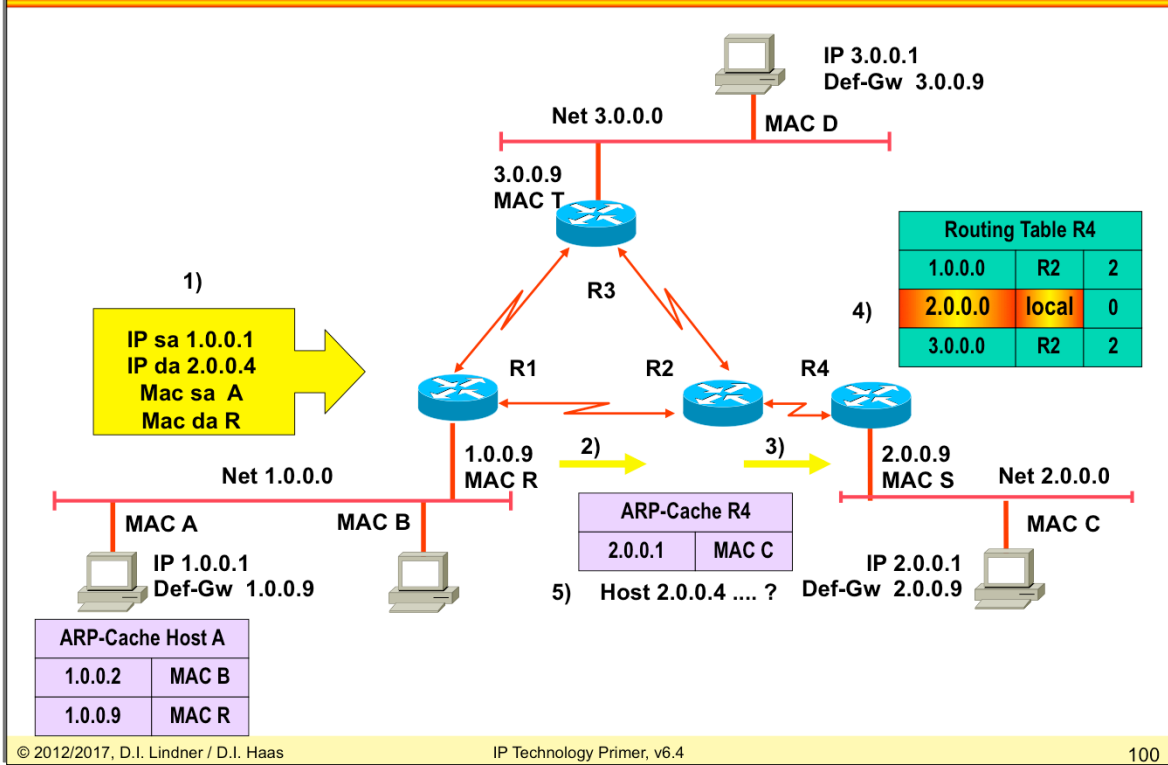 IP 3.0.0.1
Def-Gw 3.0.0.9
Net 3.0.0.0
MAC D
3.0.0.9
MAC T
R3
Routing Table R4
1.0.0.0 R2 2
2.0.0.0 local 0
3.0.0.0 R2 2
4)
1)
IP sa 1.0.0.1
IP da 2.0.0.4
Mac sa A
Mac da R
R1
R2
R4
1.0.0.9
MAC R
2)
3)
2.0.0.9
MAC S
Net 1.0.0.0
Net 2.0.0.0
MAC A
MAC B
MAC C
ARP-Cache R4
2.0.0.1 MAC C
5) Host 2.0.0.4 .... ?
IP 1.0.0.1
Def-Gw 1.0.0.9
IP 2.0.0.1
Def-Gw 2.0.0.9
ARP-Cache Host A
1.0.0.2 MAC B
1.0.0.9 MAC R
© 2012/2017, D.I. Lindner / D.I. Haas
IP Technology Primer, v6.4
100